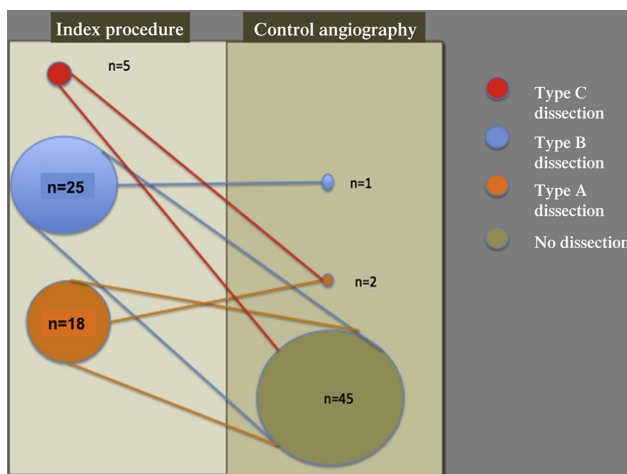 Index procedure
Control angiography
n=5
n=25
n=18
n=1
n=2
n=45
Type C
dissection
Type B
dissection
Type A
dissection
No dissection